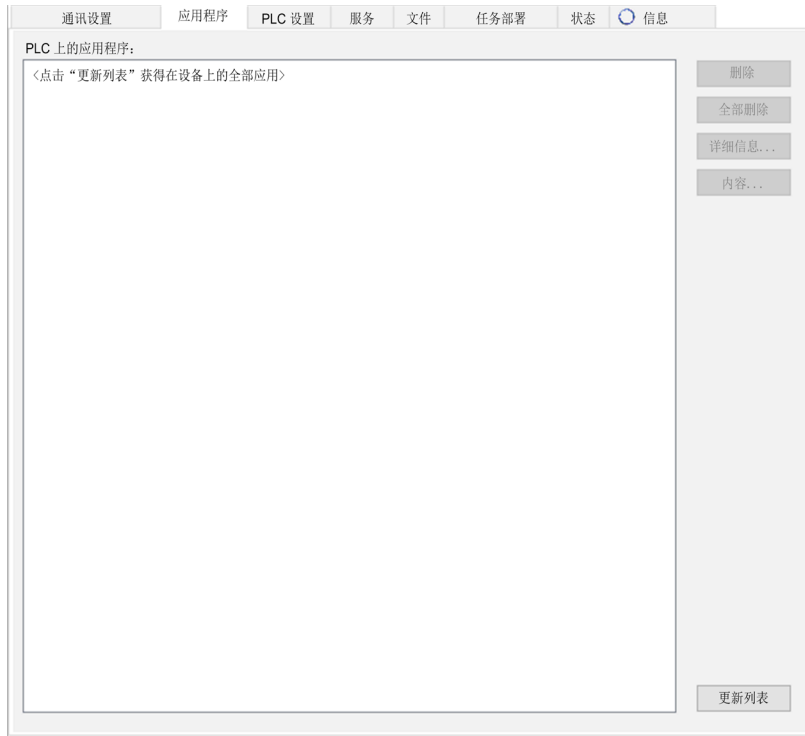 通讯设置 应用程序 PLC 设置 服务 文件 任务部署 状态 信息
PLC 上的应用程序:
<点击“更新列表”获得在设备上的全部应用>
删除
全部删除
详细信息...
内容...
更新列表